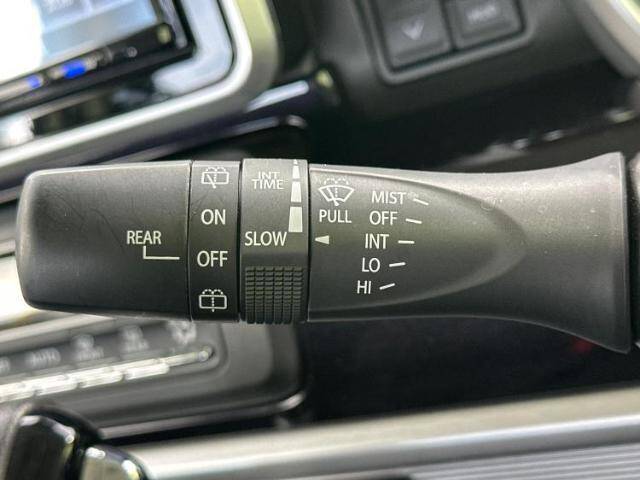 REAR
ON
OFF
INT
TIME
SLOW
PULL
MIST
OFF
INT
LO
HI